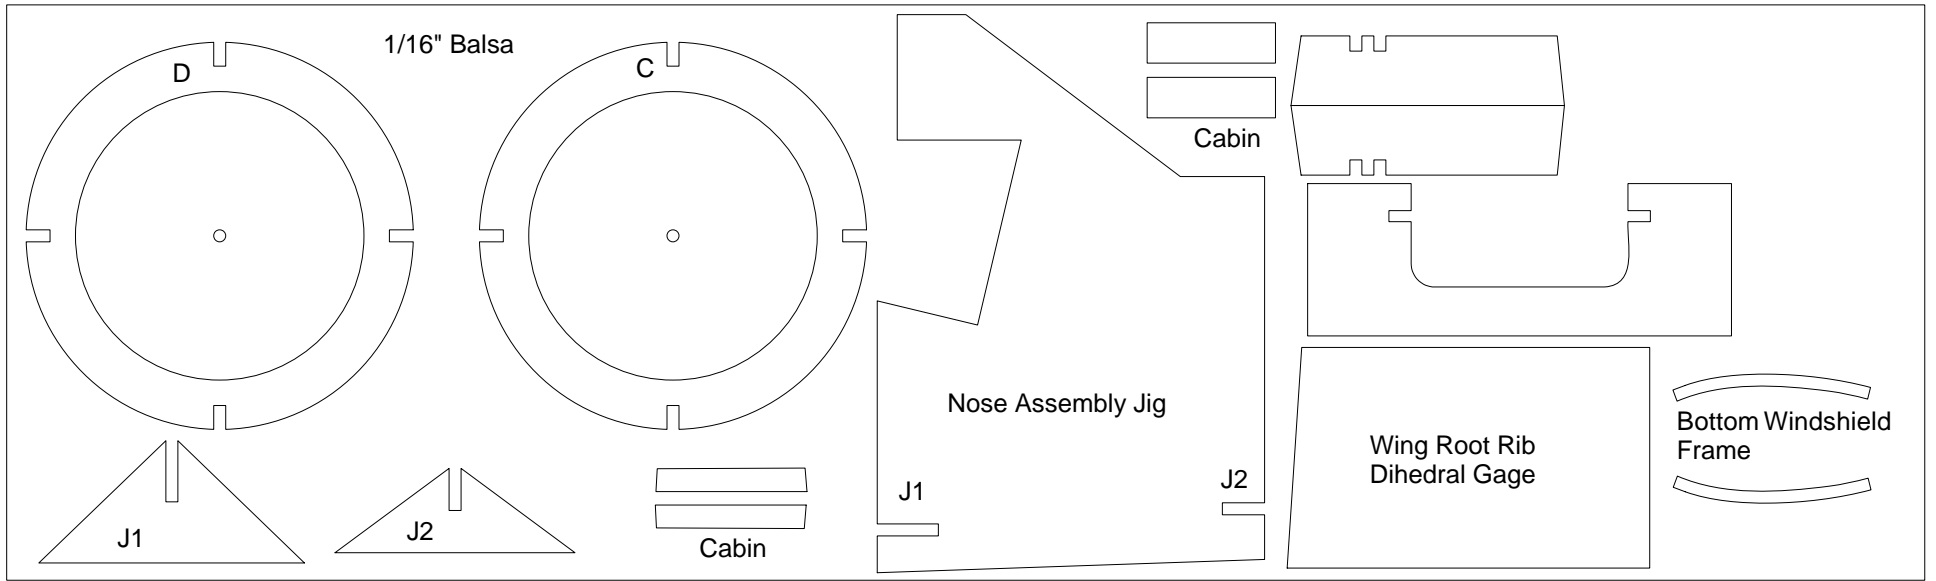 1/16" Balsa
D
C
Cabin
Nose Assembly Jig
Bottom Windshield
Frame
Wing Root Rib
Dihedral Gage
J1
J2
J1
J2
Cabin